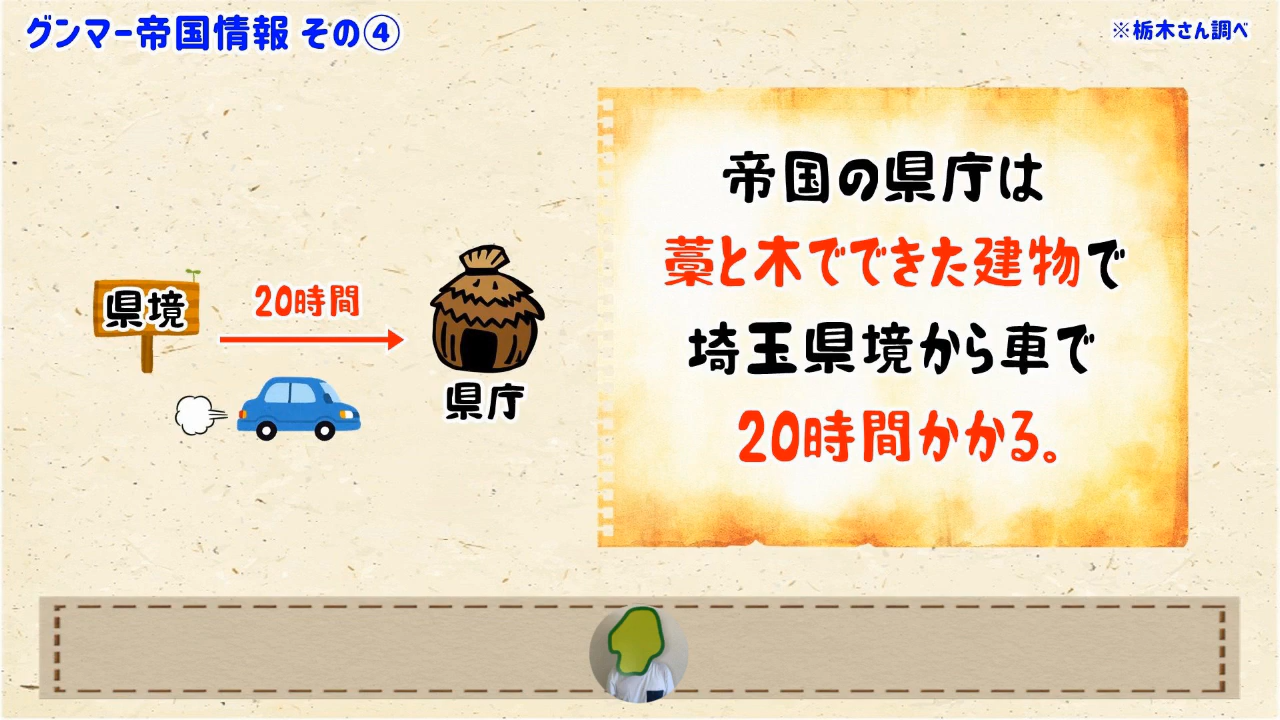 グンマー帝国情報 その④
※栃木さん調べ
帝国の県庁は
藁と木でできた建物で
埼玉県境から車で
20時間かかる。
県境
20時間
県庁